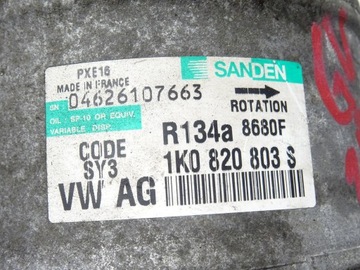 PXE16
MADE IN FRANCE
SANDEN
SN : 04626107663
ROTATION
OIL : SP-10 OR EQUIV.
VARIABLE DISP.
R134a 8680F
CODE
SY3
1K0 820 803 S
VW AG